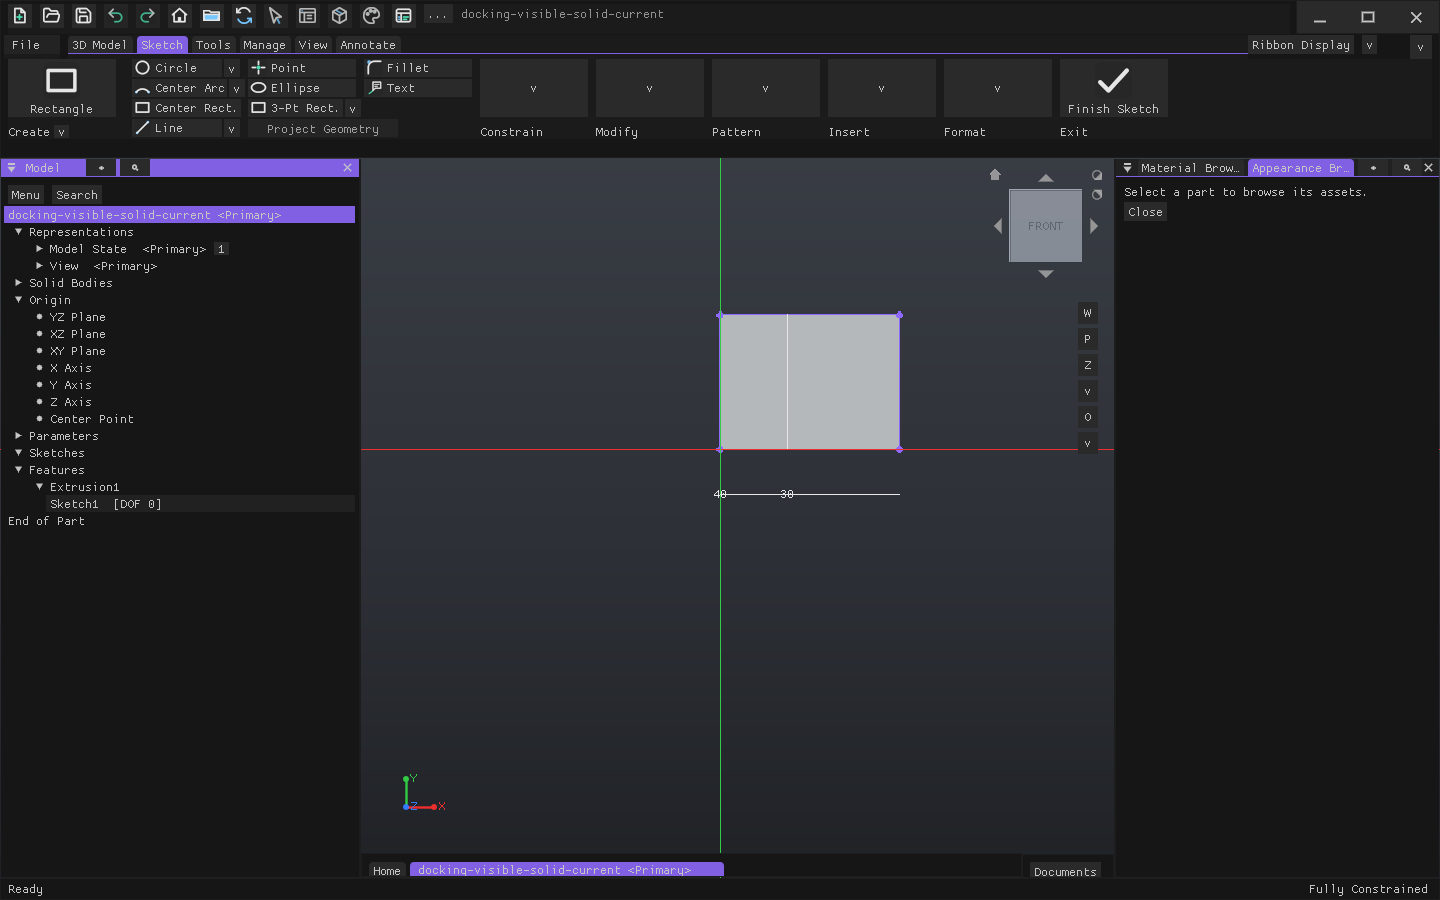 ... docking-visible-solid-current
File 3D Model Sketch Tools Manage View Annotate Ribbon Display v v
Rectangle
Create v
Circle v Point Fillet
Center Arc v Ellipse Text
Center Rect. 3-Pt Rect. v
Line v Project Geometry
v v v v v
Finish Sketch
Constrain Modify Pattern Insert Format Exit
Model
Menu Search
docking-visible-solid-current <Primary>
Representations
Model State <Primary> 1
View <Primary>
Solid Bodies
Origin
YZ Plane
XZ Plane
XY Plane
X Axis
Y Axis
Z Axis
Center Point
Parameters
Sketches
Features
Extrusion1
Sketch1 [DOF 0]
End of Part
FRONT
W
P
Z
v
O
v
40 30
Y
Z X
Material Brow… Appearance Br…
Select a part to browse its assets.
Close
Home docking-visible-solid-current <Primary> Documents
Ready Fully Constrained